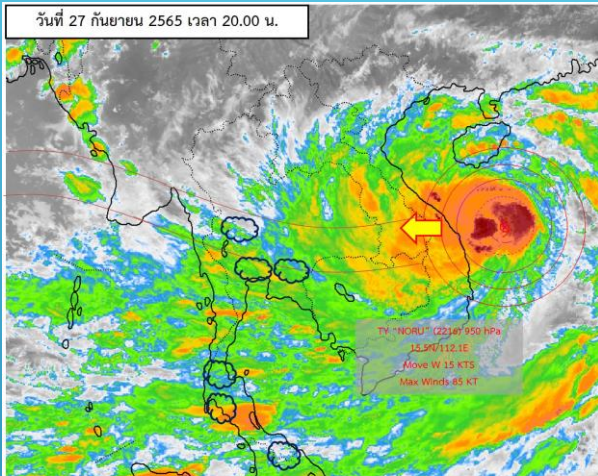 วันที่ 27 กันยายน 2565 เวลา 20.00 น.
TY "NORU" (2216) 950 hPa
15.5N/112.1E
Move W 15 KTS
Max Winds 85 KT